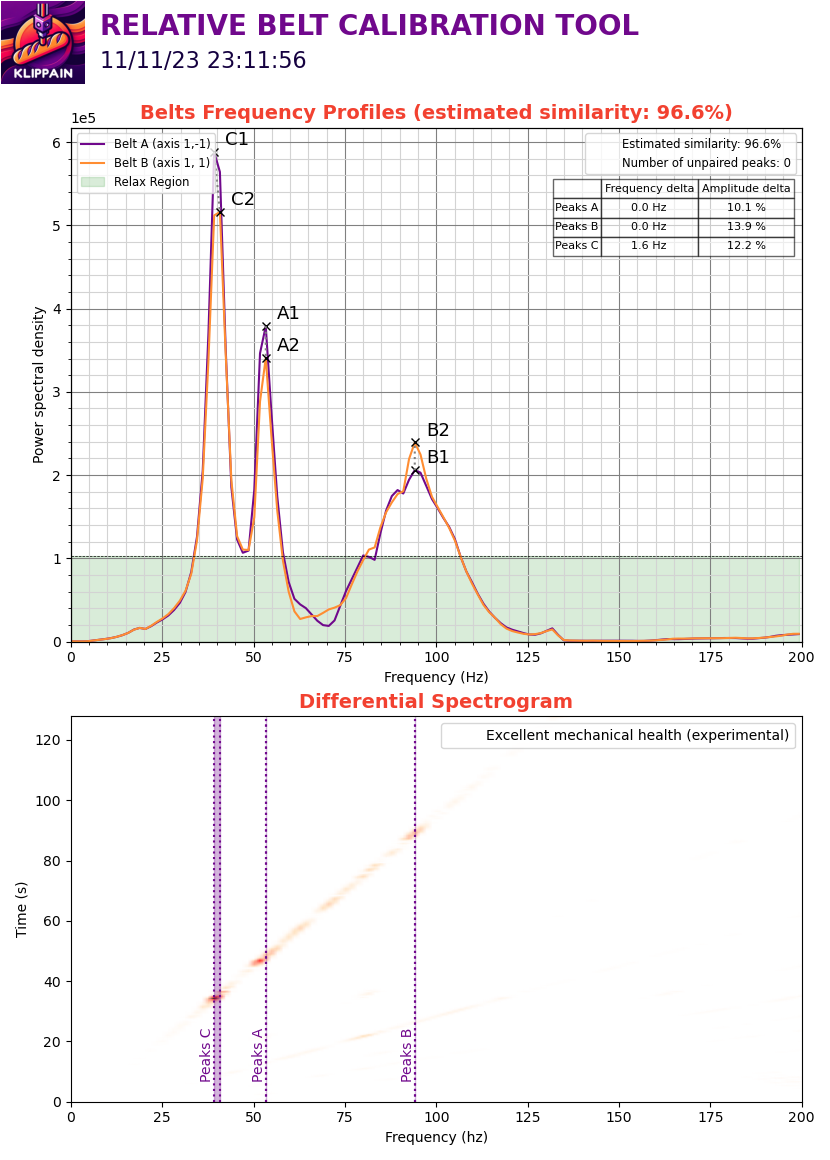 KLIPPAIN
RELATIVE BELT CALIBRATION TOOL
11/11/23 23:11:56
Belts Frequency Profiles (estimated similarity: 96.6%)
1e5
Belt A (axis 1,-1)
Belt B (axis 1, 1)
Relax Region
Estimated similarity: 96.6%
Number of unpaired peaks: 0
Frequency delta Amplitude delta
Peaks A 0.0 Hz 10.1 %
Peaks B 0.0 Hz 13.9 %
Peaks C 1.6 Hz 12.2 %
C1
C2
A1
A2
B2
B1
Power spectral density
6
5
4
3
2
1
0
0 25 50 75 100 125 150 175 200
Frequency (Hz)
Differential Spectrogram
Excellent mechanical health (experimental)
Peaks C
Peaks A
Peaks B
Time (s)
120
100
80
60
40
20
0
0 25 50 75 100 125 150 175 200
Frequency (hz)